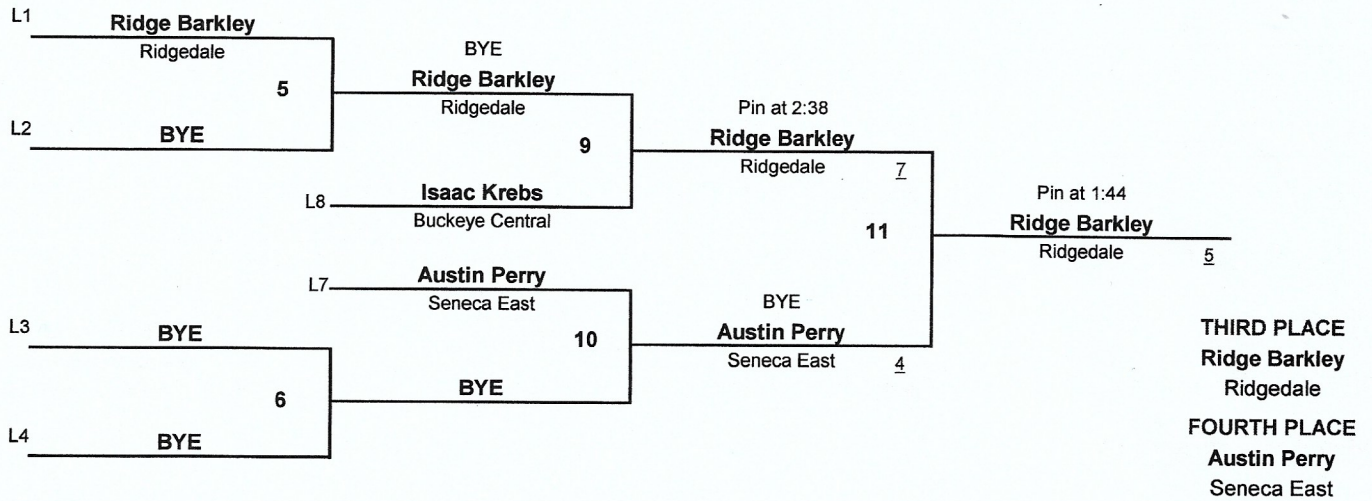 L1
Ridge Barkley
Ridgedale
5
L2
BYE
BYE
Ridge Barkley
Ridgedale
9
L8
Isaac Krebs
Buckeye Central
Pin at 2:38
Ridge Barkley
Ridgedale
7
11
Pin at 1:44
Ridge Barkley
Ridgedale
5
L7
Austin Perry
Seneca East
10
BYE
Austin Perry
Seneca East
4
L3
BYE
6
BYE
L4
BYE
THIRD PLACE
Ridge Barkley
Ridgedale
FOURTH PLACE
Austin Perry
Seneca East